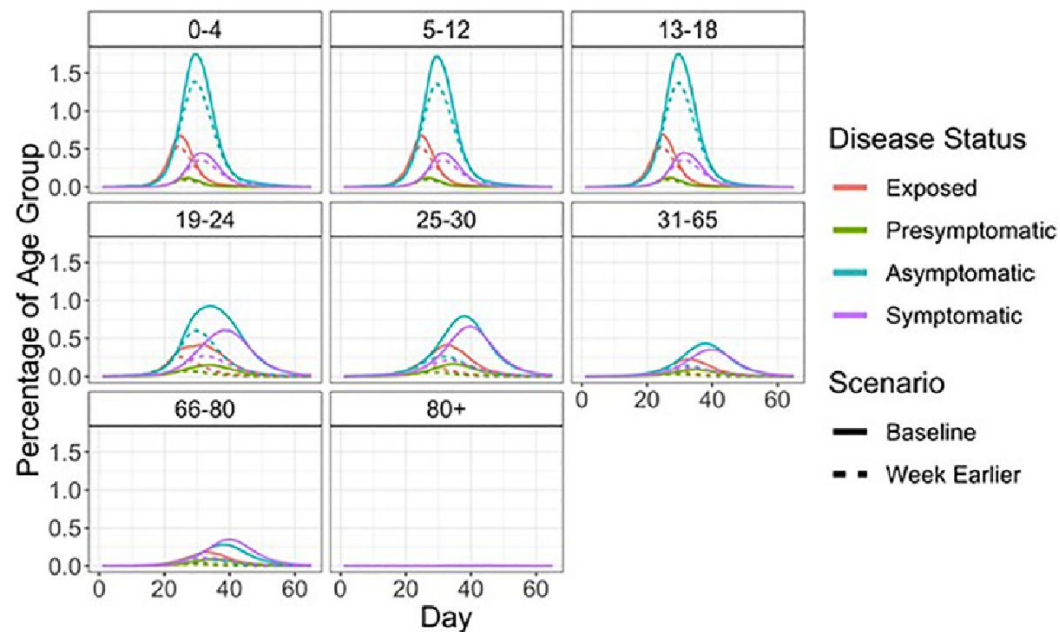 0-4
5-12
13-18
1.5
1.0
0.5
0.0
19-24
25-30
31-65
1.5
1.0
0.5
0.0
0 20 40 60
66-80
80+
1.5
1.0
0.5
0.0
0 20 40 60
0 20 40 60
Day
Percentage of Age Group
Disease Status
Exposed
Presymptomatic
Asymptomatic
Symptomatic
Scenario
Baseline
Week Earlier